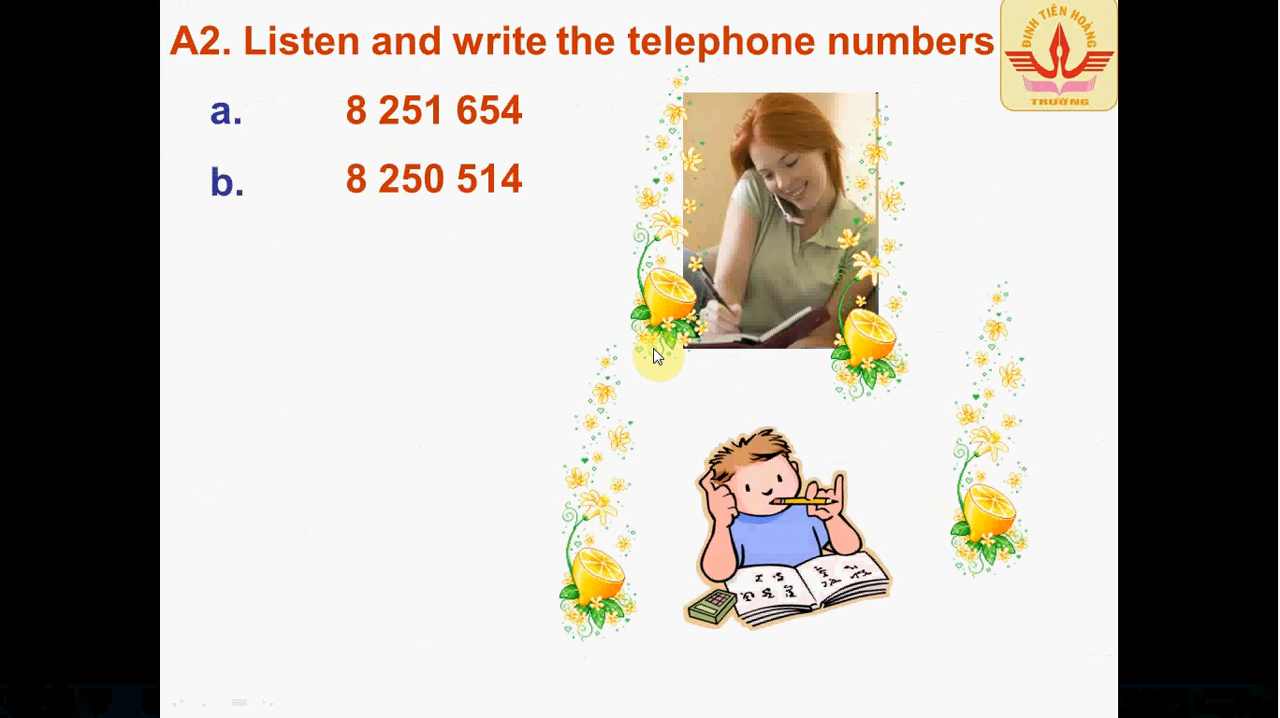 A2. Listen and write the telephone numbers
ĐINH TIÊN HOÀNG
TRƯỜNG
a. 8 251 654
b. 8 250 514